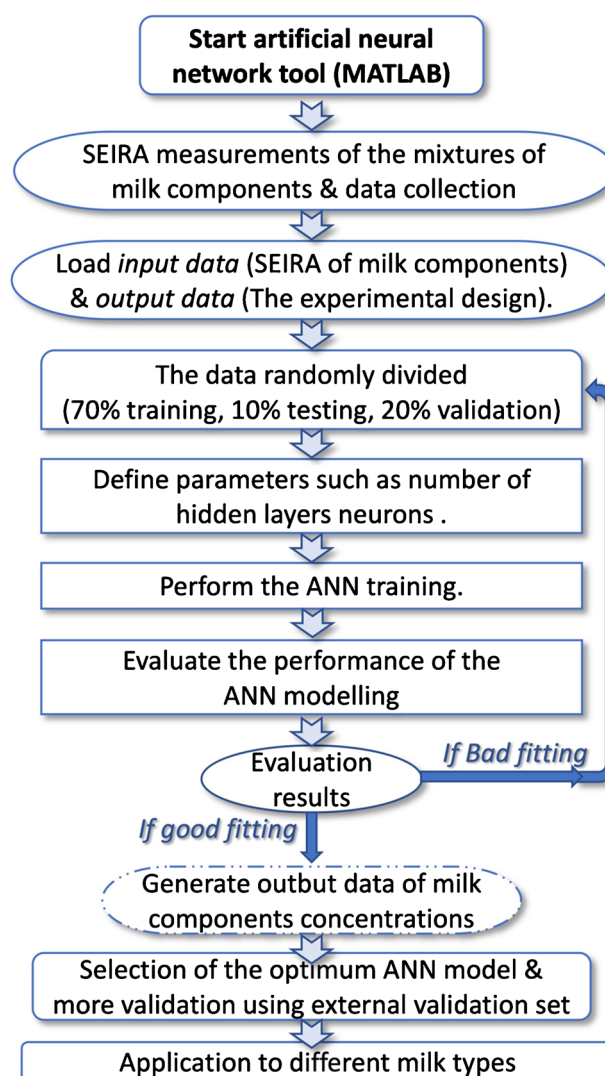 Start artificial neural
network tool (MATLAB)
SEIRA measurements of the mixtures of
milk components & data collection
Load input data (SEIRA of milk components)
& output data (The experimental design).
The data randomly divided
(70% training, 10% testing, 20% validation)
Define parameters such as number of
hidden layers neurons .
Perform the ANN training.
Evaluate the performance of the
ANN modelling
Evaluation
results
If Bad fitting
If good fitting
Generate outbut data of milk
components concentrations
Selection of the optimum ANN model &
more validation using external validation set
Application to different milk types